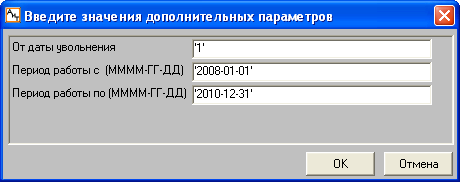 Введите значения дополнительных параметров
От даты увольнения '1'
Период работы с (ММММ-ГГ-ДД) '2008-01-01'
Период работы по (ММММ-ГГ-ДД) '2010-12-31'
OK Отмена